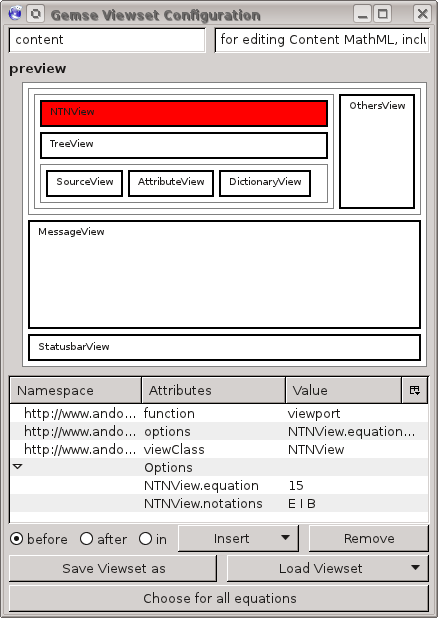 Gemse Viewset Configuration
content
for editing Content MathML, inclu
preview
NTNView
OthersView
TreeView
SourceView
AttributeView
DictionaryView
MessageView
StatusbarView
Namespace Attributes Value
http://www.ando... function viewport
http://www.ando... options NTNView.equation...
http://www.ando... viewClass NTNView
Options
NTNView.equation 15
NTNView.notations E I B
before after in Insert Remove
Save Viewset as Load Viewset
Choose for all equations